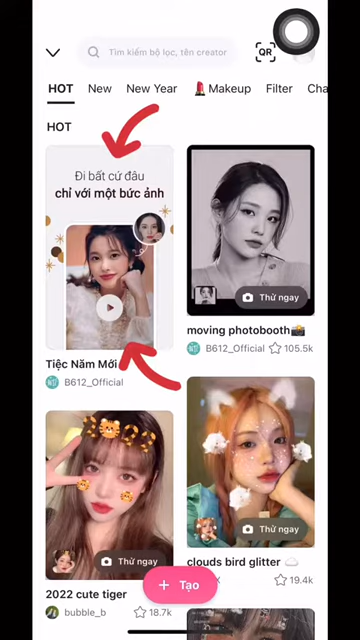 Tìm kiếm bộ lọc, tên creator
QR
HOT
New
New Year
Makeup
Filter
Cha
HOT
Đi bất cứ đâu
chỉ với một bức ảnh
Tiệc Năm Mới
B612_Official
Thử ngay
moving photobooth
B612_Official
105.5k
Thử ngay
2022 cute tiger
bubble_b
18.7k
Thử ngay
clouds bird glitter
19.4k
Tạo